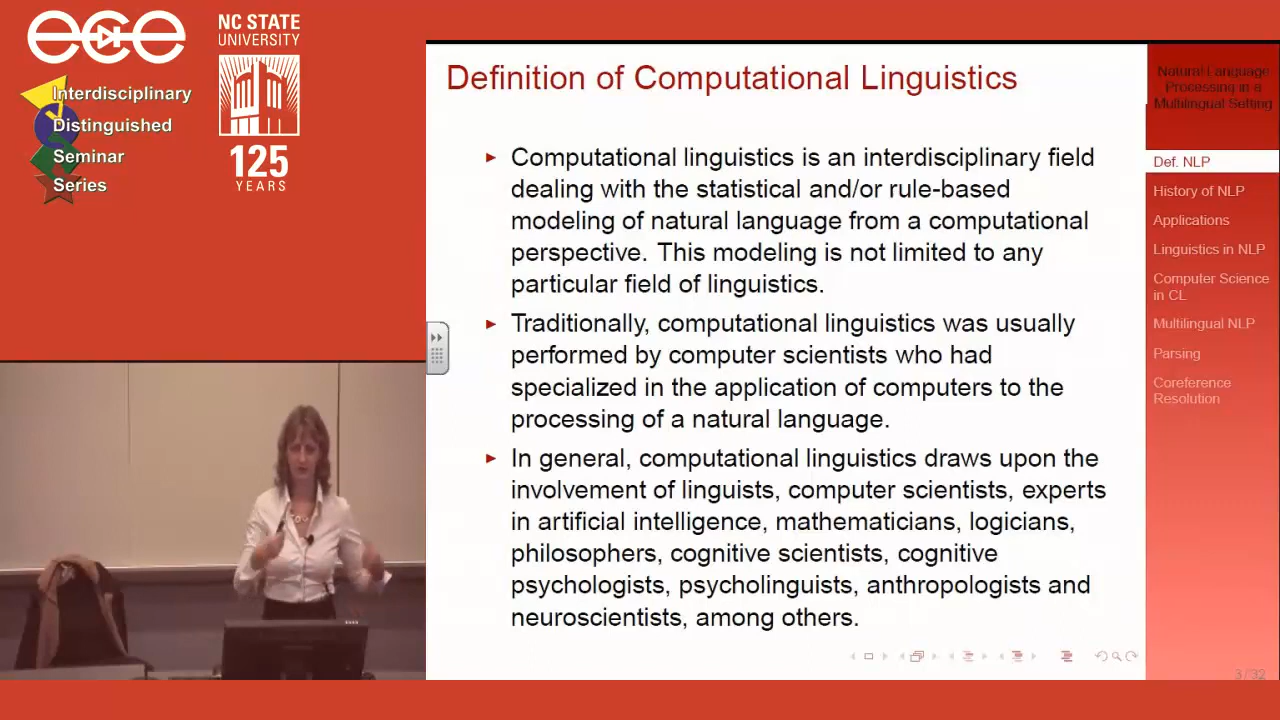 ece
NC STATE
UNIVERSITY
Interdisciplinary
Distinguished
Seminar
Series
125
YEARS
Definition of Computational Linguistics
Computational linguistics is an interdisciplinary field
dealing with the statistical and/or rule-based
modeling of natural language from a computational
perspective. This modeling is not limited to any
particular field of linguistics.
Traditionally, computational linguistics was usually
performed by computer scientists who had
specialized in the application of computers to the
processing of a natural language.
In general, computational linguistics draws upon the
involvement of linguists, computer scientists, experts
in artificial intelligence, mathematicians, logicians,
philosophers, cognitive scientists, cognitive
psychologists, psycholinguists, anthropologists and
neuroscientists, among others.
Natural Language
Processing in a
Multilingual Setting
Def. NLP
History of NLP
Applications
Linguistics in NLP
Computer Science
in CL
Multilingual NLP
Parsing
Coreference
Resolution
3 / 32